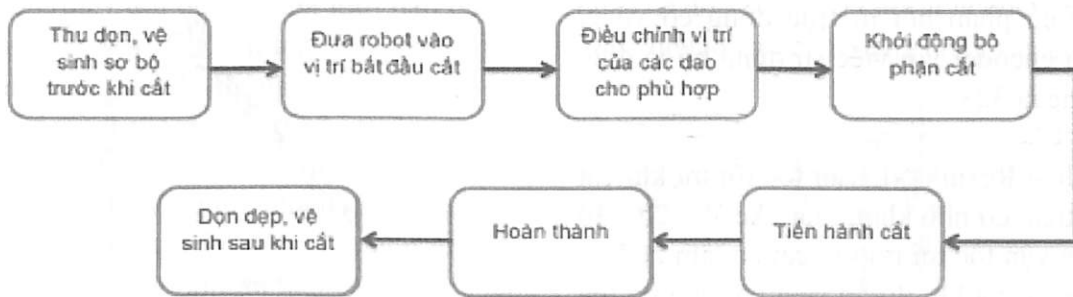 Thu dọn, vệ
sinh sơ bộ
trước khi cắt
Đưa robot vào
vị trí bắt đầu cắt
Điều chỉnh vị trí
của các dao
cho phù hợp
Khởi động bộ
phận cắt
Tiến hành cắt
Hoàn thành
Dọn dẹp, vệ
sinh sau khi cắt